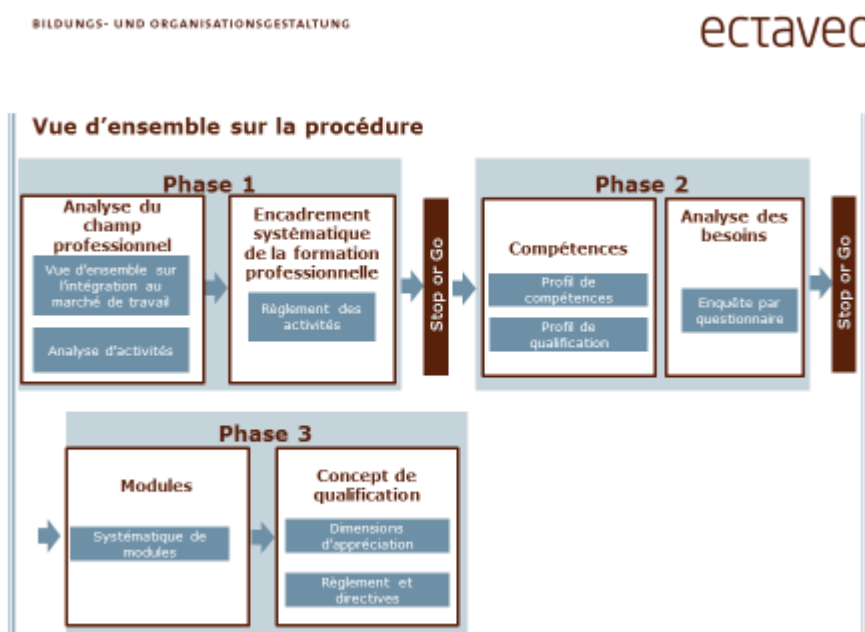 BILDUNGS- UND ORGANISATIONSGESTALTUNG
ectaveo
Vue d'ensemble sur la procédure
Phase 1
Analyse du
champ
professionnel
Vue d'ensemble sur
l'intégration au
marché de travail
Analyse d'activités
Encadrement
systèmatique
de la formation
professionnelle
Règlement des
activités
Stop or Go
Phase 2
Compétences
Profil de
compétences
Profil de
qualification
Analyse des
besoins
Enquête par
questionnaire
Stop or Go
Phase 3
Modules
Systématique de
modules
Concept de
qualification
Dimensions
d'appréciation
Règlement et
directives